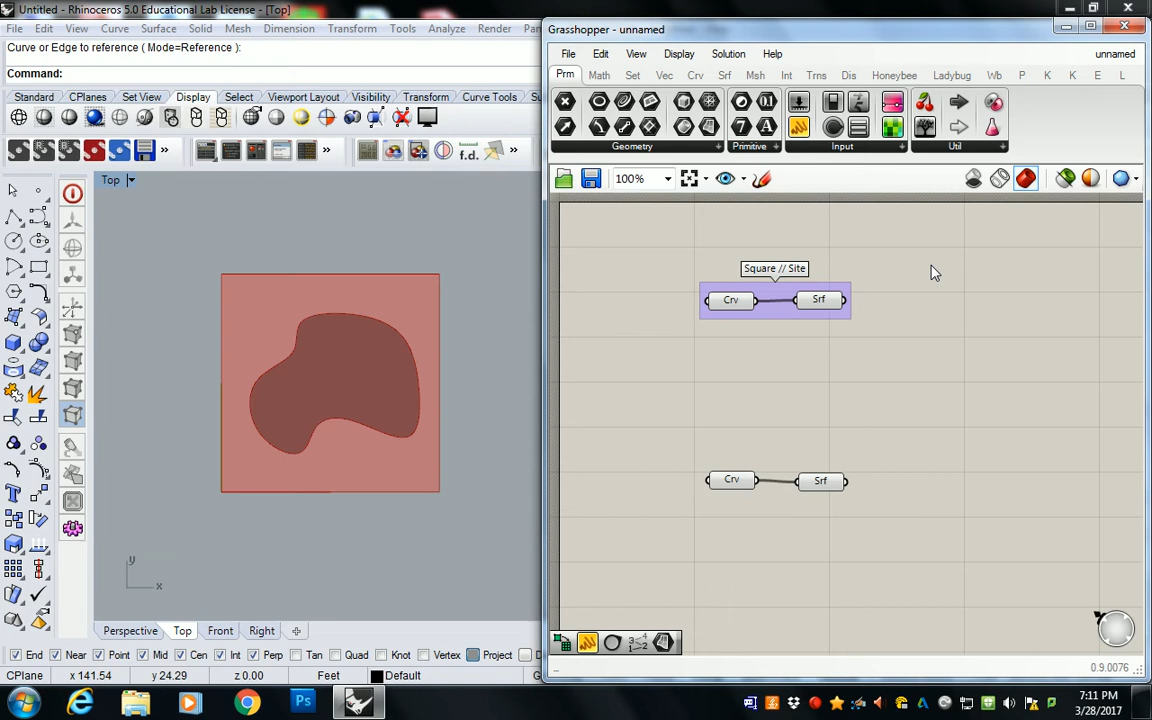 Untitled - Rhinoceros 5.0 Educational Lab License - [Top]
File Edit View Curve Surface Solid Mesh Dimension Transform Tools Analyze Render
Curve or Edge to reference ( Mode=Reference ):
Command:
Standard CPlanes Set View Display Select Viewport Layout Visibility Transform Curve Tools
f.d.
Top
y
x
Perspective Top Front Right
End Near Point Mid Cen Int Perp Tan Quad Knot Vertex Project
CPlane x 141.54 y 24.29 z 0.00 Feet Default
Grasshopper - unnamed
File Edit View Display Solution Help unnamed
Prm Math Set Vec Crv Srf Msh Int Trns Dis Honeybee Ladybug Wb P K K E L
Geometry Primitive Input Util
100%
Square // Site
Crv Srf
Crv Srf
0.9.0076
Ps
7:11 PM
3/28/2017